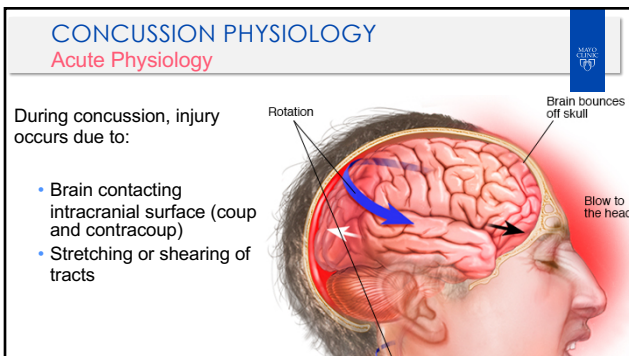 CONCUSSION PHYSIOLOGY
Acute Physiology
MAYO
CLINIC
During concussion, injury
occurs due to:
• Brain contacting
intracranial surface (coup
and contracoup)
• Stretching or shearing of
tracts
Rotation
Brain bounces
off skull
Blow to
the head